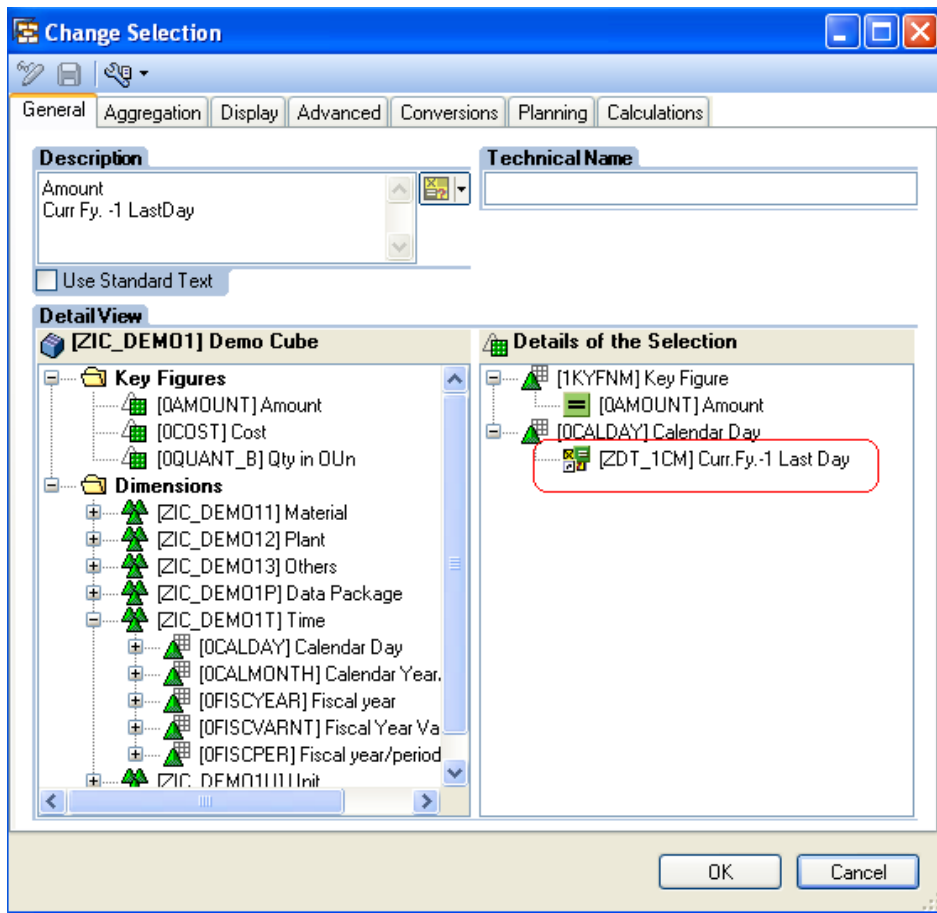 Change Selection
General Aggregation Display Advanced Conversions Planning Calculations
Description
Amount
Curr Fy. -1 LastDay
Technical Name
Use Standard Text
Detail View
[ZIC_DEMO1] Demo Cube
Key Figures
[0AMOUNT] Amount
[0COST] Cost
[0QUANT_B] Qty in OUn
Dimensions
[ZIC_DEMO11] Material
[ZIC_DEMO12] Plant
[ZIC_DEMO13] Others
[ZIC_DEMO1P] Data Package
[ZIC_DEMO1T] Time
[0CALDAY] Calendar Day
[0CALMONTH] Calendar Year.
[0FISCYEAR] Fiscal year
[0FISCVARNT] Fiscal Year Va
[0FISCPER] Fiscal year/period
[ZIC_DEMO1U] Unit
Details of the Selection
[1KYFNM] Key Figure
[0AMOUNT] Amount
[0CALDAY] Calendar Day
[ZDT_1CM] Curr.Fy.-1 Last Day
OK Cancel